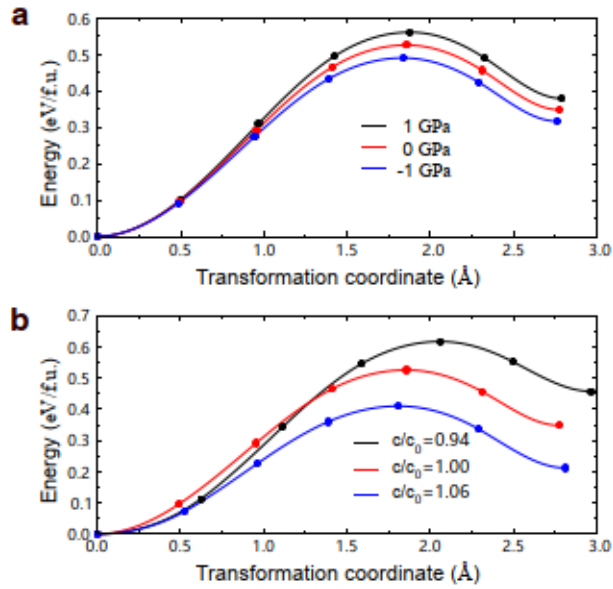 a
0.6
0.5
0.4
0.3
0.2
0.1
0.0
Energy (eV/f.u.)
1 GPa
0 GPa
-1 GPa
0.0 0.5 1.0 1.5 2.0 2.5 3.0
Transformation coordinate (Å)
b
0.7
0.6
0.5
0.4
0.3
0.2
0.1
0.0
Energy (eV/f.u.)
c/c₀=0.94
c/c₀=1.00
c/c₀=1.06
0.0 0.5 1.0 1.5 2.0 2.5 3.0
Transformation coordinate (Å)